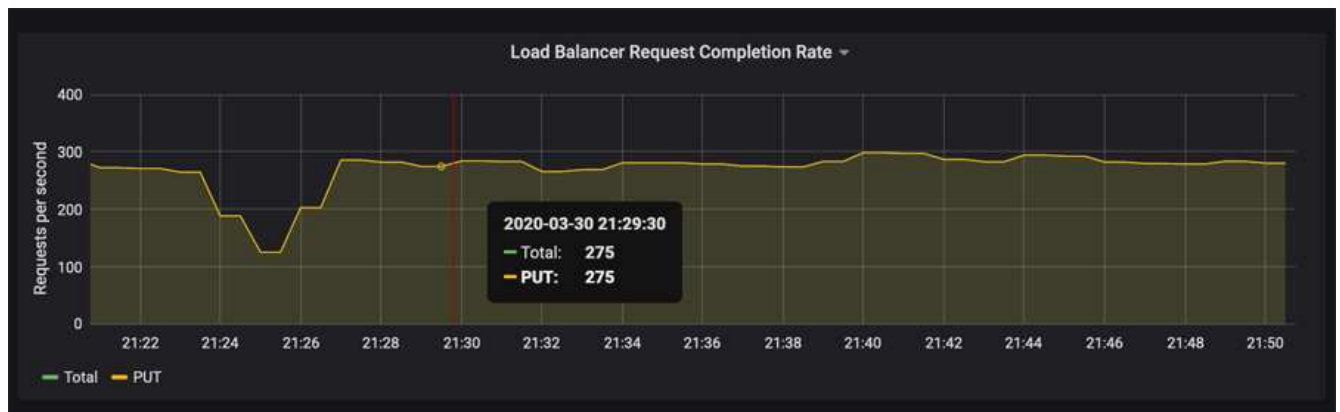 Load Balancer Request Completion Rate
400
300
200
100
0
Requests per second
2020-03-30 21:29:30
Total: 275
PUT: 275
21:22 21:24 21:26 21:28 21:30 21:32 21:34 21:36 21:38 21:40 21:42 21:44 21:46 21:48 21:50
Total PUT